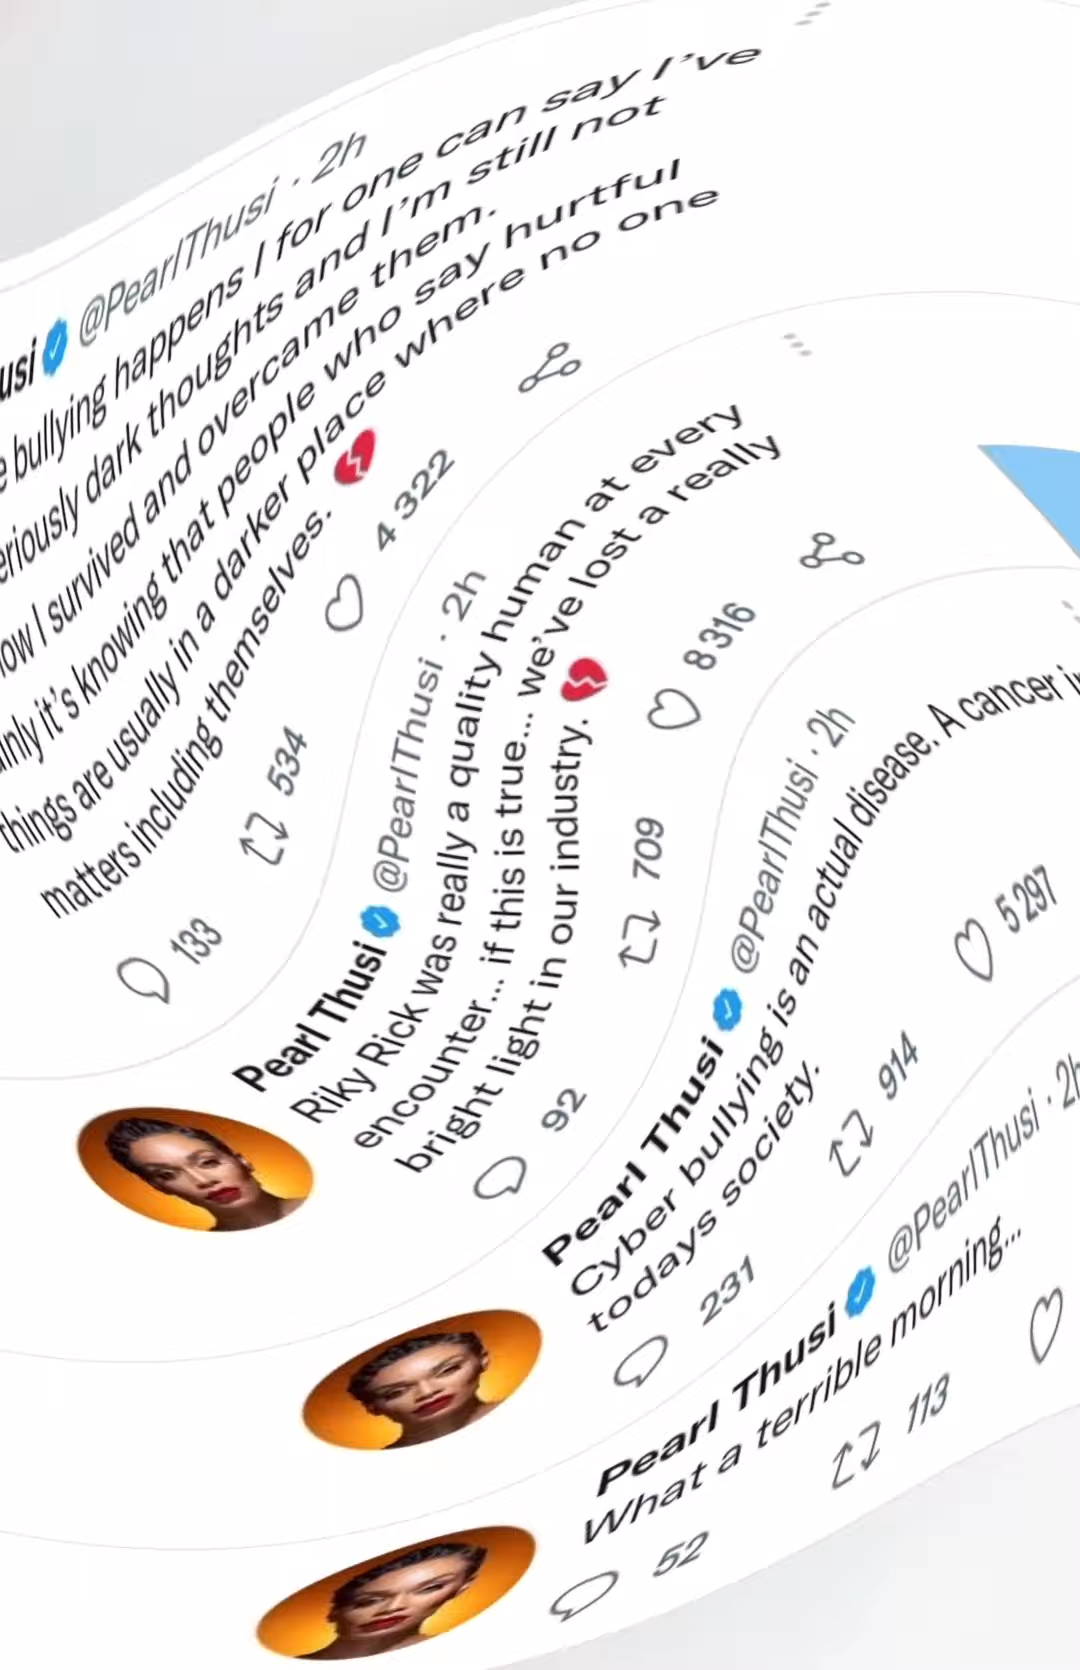 @PearlThusi · 2h
bullying happens I for one can say I've
dark thoughts and I'm still not
I survived and overcame them.
it's knowing that people who say hurtful
things are usually in a darker place where no one
matters including themselves. 💔
133 534 4 322
Pearl Thusi @PearlThusi · 2h
Riky Rick was really a quality human at every
encounter... if this is true... we've lost a really
bright light in our industry. 💔
92 709 8 316
Pearl Thusi @PearlThusi · 2h
Cyber bullying is an actual disease. A cancer
todays society.
231 914 5 297
Pearl Thusi @PearlThusi · 2h
What a terrible morning...
52 113